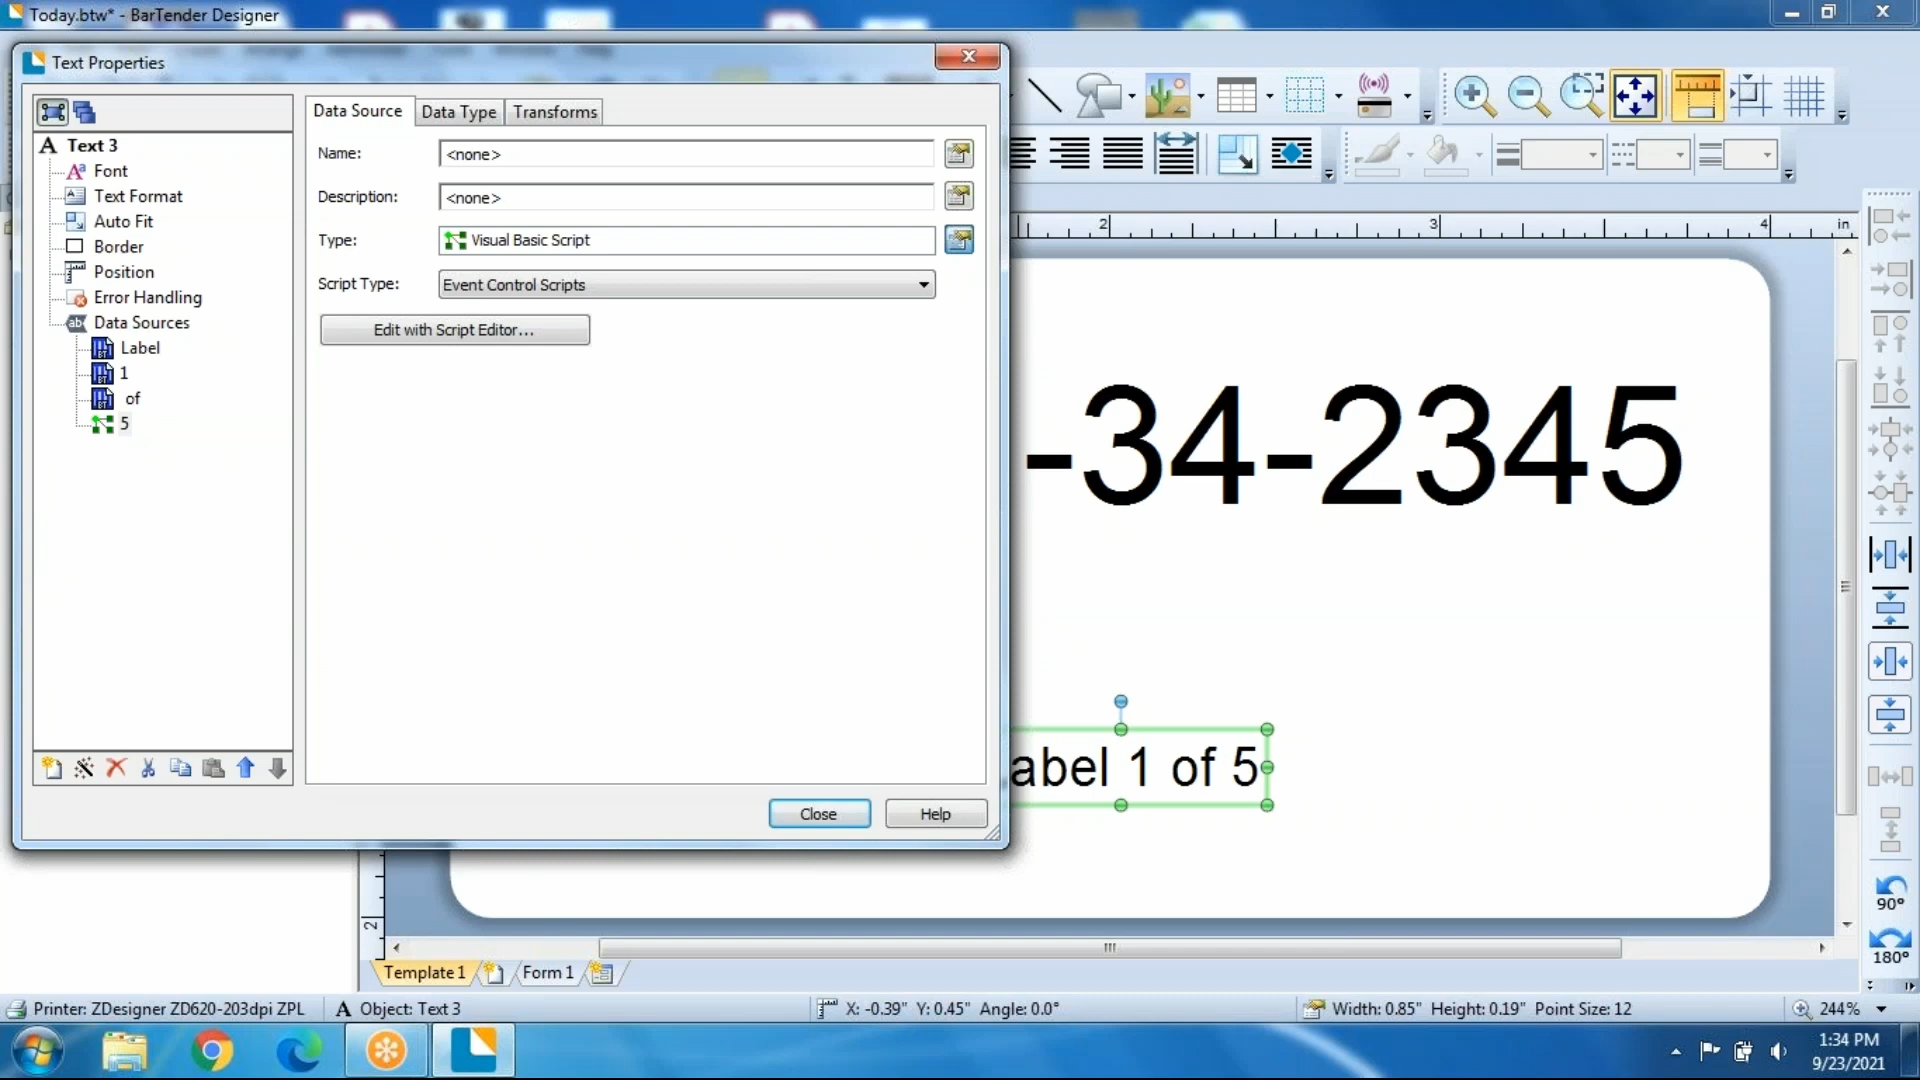 Today.btw* - BarTender Designer
Text Properties
Text 3
Font
Text Format
Auto Fit
Border
Position
Error Handling
Data Sources
Label
1
of
5
Data Source
Data Type
Transforms
Name:
<none>
Description:
<none>
Type:
Visual Basic Script
Script Type:
Event Control Scripts
Edit with Script Editor...
Close
Help
2
3
4
in
-34-2345
abel 1 of 5
2
90°
180°
Template 1
Form 1
Printer: ZDesigner ZD620-203dpi ZPL
Object: Text 3
X: -0.39" Y: 0.45" Angle: 0.0°
Width: 0.85" Height: 0.19" Point Size: 12
244%
1:34 PM
9/23/2021